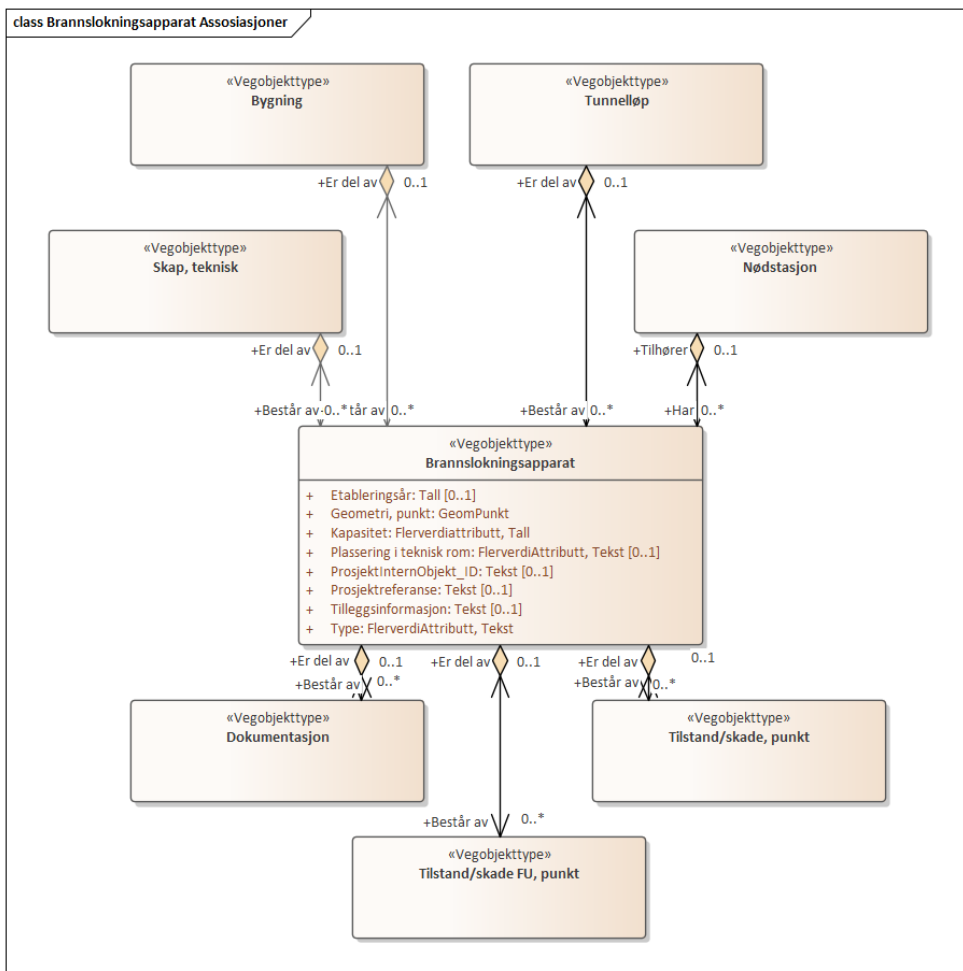 class Brannslokningsapparat Assosiasjoner
«Vegobjekttype»
Bygning
«Vegobjekttype»
Tunnelløp
+Er del av 0..1
+Er del av 0..1
«Vegobjekttype»
Skap, teknisk
«Vegobjekttype»
Nødstasjon
+Er del av 0..1
+Tilhører 0..1
+Består av 0..*
tår av 0..*
+Består av 0..*
+Har 0..*
«Vegobjekttype»
Brannslokningsapparat
+ Etableringsår: Tall [0..1]
+ Geometri, punkt: GeomPunkt
+ Kapasitet: Flerverdiattributt, Tall
+ Plassering i teknisk rom: FlerverdiAttributt, Tekst [0..1]
+ ProsjektInternObjekt_ID: Tekst [0..1]
+ Prosjektreferanse: Tekst [0..1]
+ Tilleggsinformasjon: Tekst [0..1]
+ Type: FlerverdiAttributt, Tekst
+Er del av 0..1
+Er del av 0..1
+Er del av 0..1
+Består av 0..*
+Består av 0..*
«Vegobjekttype»
Dokumentasjon
«Vegobjekttype»
Tilstand/skade, punkt
+Består av 0..*
«Vegobjekttype»
Tilstand/skade FU, punkt